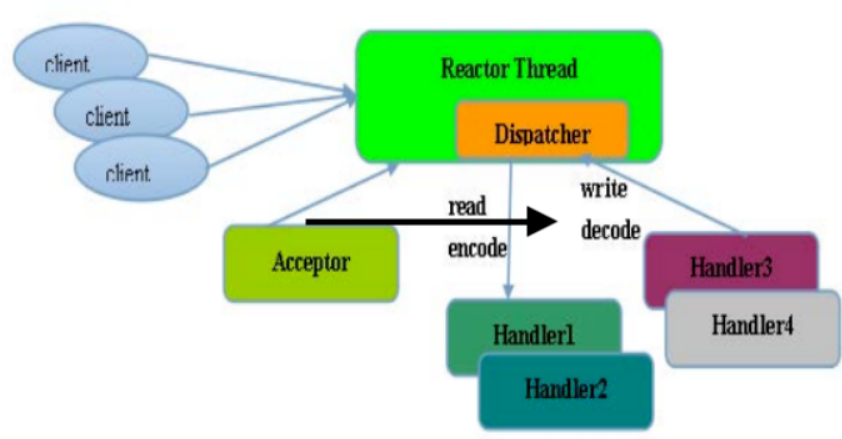 client
client
client
Reactor Thread
Dispatcher
read
encode
write
decode
Acceptor
Handler1
Handler2
Handler3
Handler4